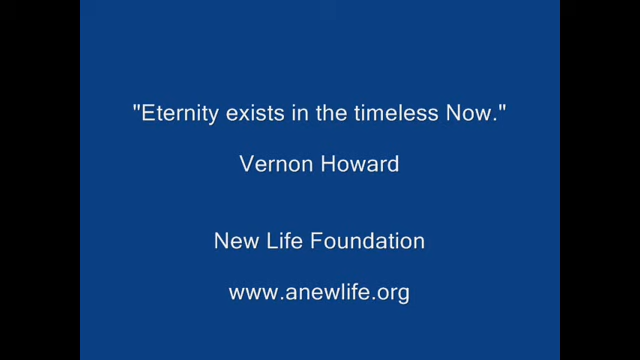 "Eternity exists in the timeless Now."
Vernon Howard
New Life Foundation
www.anewlife.org